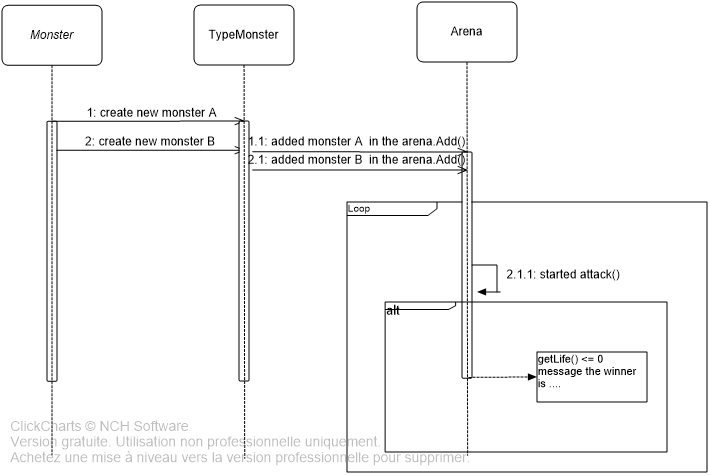 Monster
TypeMonster
Arena
1: create new monster A
2: create new monster B
1.1: added monster A  in the arena.Add()
2.1: added monster B  in the arena.Add()
Loop
2.1.1: started attack()
alt
getLife() <= 0
message the winner
is ....
ClickCharts © NCH Software
Version gratuite. Utilisation non professionnelle uniquement.
Achetez une mise à niveau vers la version professionnelle pour supprimer.